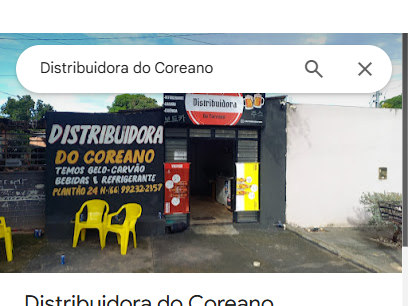 Distribuidora do Coreano
Distribuidora
DISTRIBUIDORA
DO COREANO
TEMOS GELO-CARVÃO
BEBIDAS E REFRIGERANTE
PLANTÃO 24 H-66 99232-2157
Distribuidora do Coreano